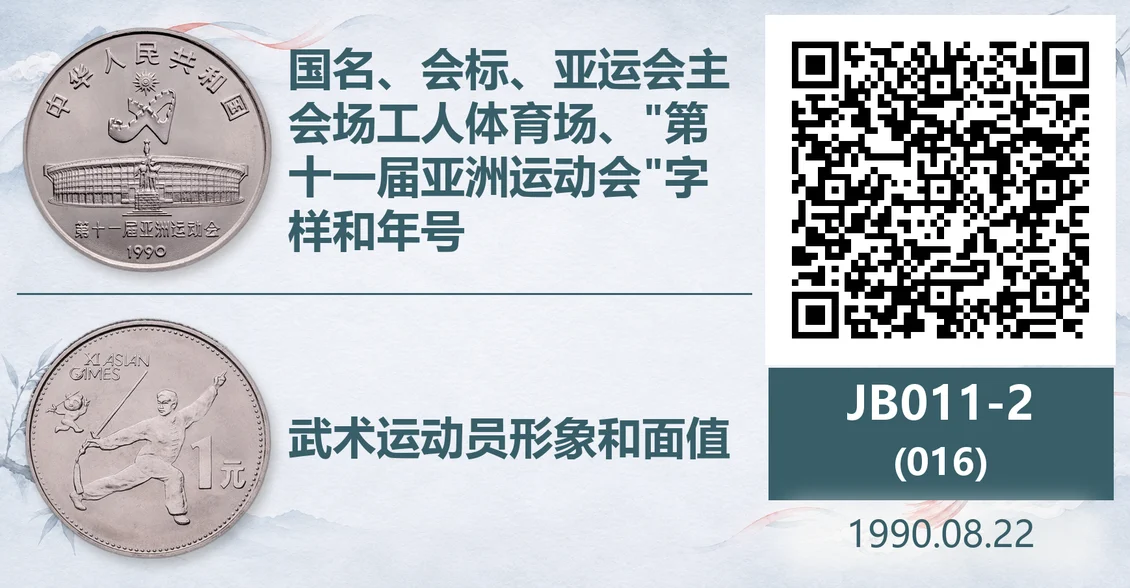 中华人民共和国
第十一届亚洲运动会
1990
国名、会标、亚运会主
会场工人体育场、"第
十一届亚洲运动会"字
样和年号
XI ASIAN
GAMES
1元
武术运动员形象和面值
JB011-2
(016)
1990.08.22